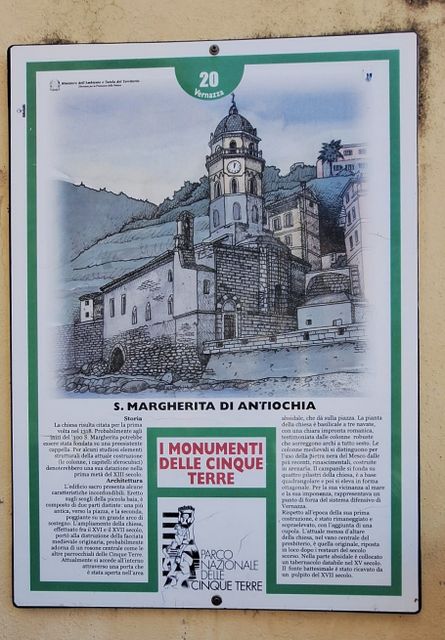 Ministero dell'Ambiente e Tutela del Territorio
20
Vernazza
S. MARGHERITA DI ANTIOCHIA
Storia
La chiesa risulta citata per la prima
volta nel 1318. Probabilmente agli
inizi del '300 S. Margherita potrebbe
essere stata fondata su una preesistente
cappella. Per alcuni studiosi elementi
strutturali della attuale costruzione
(le colonne, i capitelli sferocubici)
denoterebbero una sua datazione nella
prima metà del XIII secolo.
Architettura
L'edificio sacro presenta alcune
caratteristiche inconfondibili. Eretto
sugli scogli della piccola baia, è
composto di due parti distinte: una più
antica, verso la piazza, e la seconda,
poggiante su un grande arco di
sostegno. L'ampliamento della chiesa,
effettuato fra il XVI e il XVII secolo,
portò alla distruzione della facciata
medievale originaria, probabilmente
adorna di un rosone centrale come le
altre parrocchiali delle Cinque Terre.
Attualmente si accede all'interno
attraverso una porta che
è stata aperta nell'area
I MONUMENTI
DELLE CINQUE
TERRE
PARCO
NAZIONALE
DELLE
CINQUE TERRE
absidale, che dà sulla piazza. La pianta
della chiesa è basilicale a tre navate,
con una chiara impronta romanica,
testimoniata dalle colonne robuste
che sorreggono archi a tutto sesto. Le
colonne medievali si distinguono per
l'uso della pietra nera del Mesco dalle
più recenti, rinascimentali, costruite
in arenaria. Il campanile si fonda su
quattro pilastri della chiesa, è a base
quadrangolare e poi si eleva in forma
ottagonale. Per la sua vicinanza al mare
e la sua imponenza, rappresentava un
punto di forza del sistema difensivo di
Vernazza.
Rispetto all'epoca della sua prima
costruzione, è stato rimaneggiato e
sopraelevato, con l'aggiunta di una
cupola. L'attuale mensa d'altare
della chiesa, nel vano centrale del
presbiterio, è quella originale, riposta
in loco dopo i restauri del secolo
scorso. Nella parte absidale è collocato
un tabernacolo databile nel XV secolo.
Il fonte battesimale è stato ricavato da
un pulpito del XVII secolo.